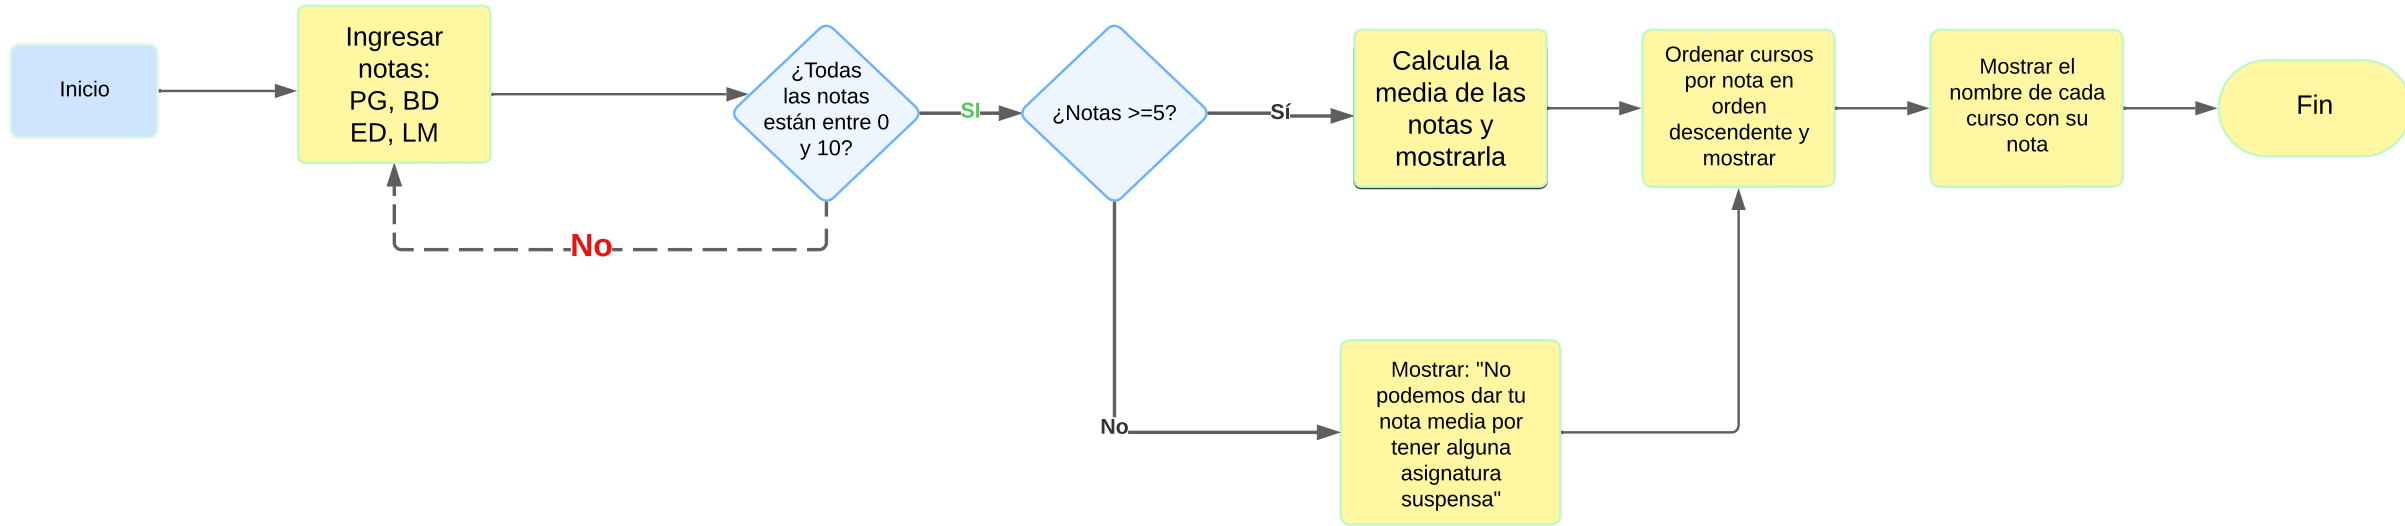 Inicio
Ingresar
notas:
PG, BD
ED, LM
¿Todas
las notas
están entre 0
y 10?
SI
No
¿Notas >=5?
Sí
No
Calcula la
media de las
notas y
mostrarla
Mostrar: "No
podemos dar tu
nota media por
tener alguna
asignatura
suspensa"
Ordenar cursos
por nota en
orden
descendente y
mostrar
Mostrar el
nombre de cada
curso con su
nota
Fin